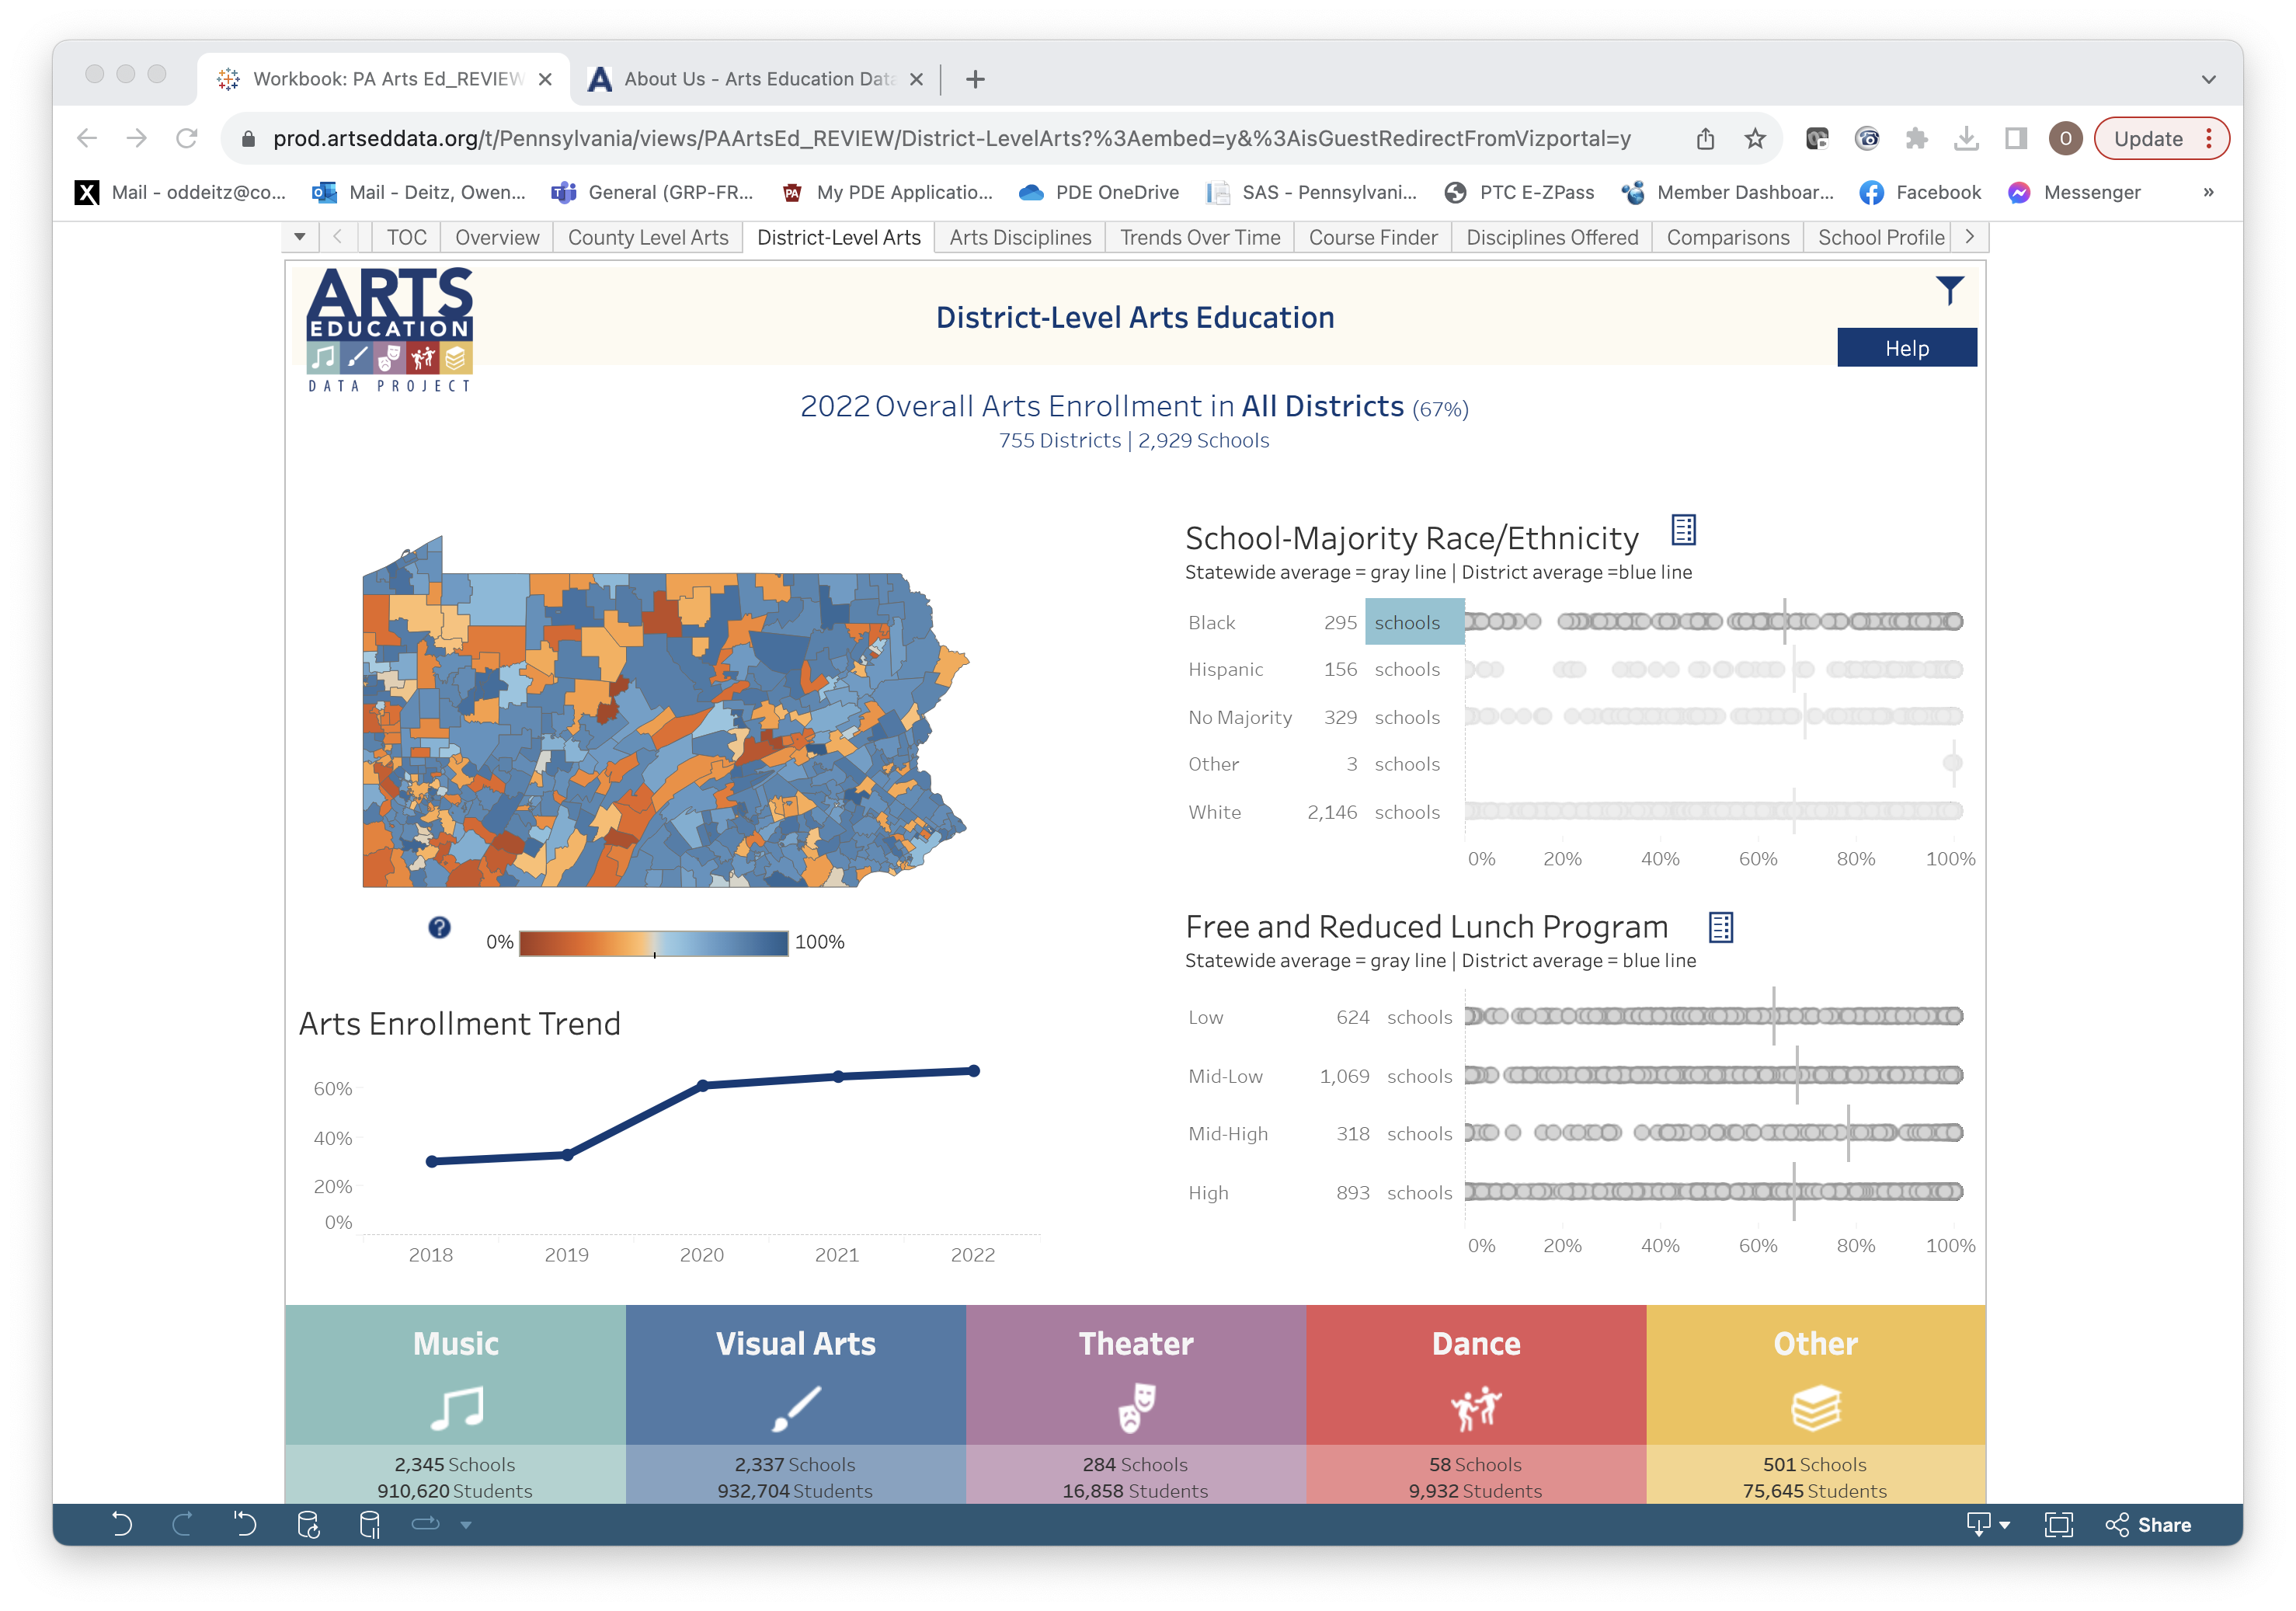 Workbook: PA Arts Ed_REVIEW
About Us - Arts Education Data
prod.artseddata.org/t/Pennsylvania/views/PAArtsEd_REVIEW/District-LevelArts?%3Aembed=y&%3AisGuestRedirectFromVizportal=y
O
Update
Mail - oddeitz@co...
Mail - Deitz, Owen...
General (GRP-FR...
My PDE Applicatio...
PDE OneDrive
SAS - Pennsylvani...
PTC E-ZPass
Member Dashboar...
Facebook
Messenger
»
TOC
Overview
County Level Arts
District-Level Arts
Arts Disciplines
Trends Over Time
Course Finder
Disciplines Offered
Comparisons
School Profile
ARTS
EDUCATION
DATA PROJECT
District-Level Arts Education
Help
2022 Overall Arts Enrollment in All Districts (67%)
755 Districts | 2,929 Schools
0%
100%
Arts Enrollment Trend
60%
40%
20%
0%
2018 2019 2020 2021 2022
School-Majority Race/Ethnicity
Statewide average = gray line | District average =blue line
Black 295 schools
Hispanic 156 schools
No Majority 329 schools
Other 3 schools
White 2,146 schools
0% 20% 40% 60% 80% 100%
Free and Reduced Lunch Program
Statewide average = gray line | District average = blue line
Low 624 schools
Mid-Low 1,069 schools
Mid-High 318 schools
High 893 schools
0% 20% 40% 60% 80% 100%
Music
2,345 Schools
910,620 Students
Visual Arts
2,337 Schools
932,704 Students
Theater
284 Schools
16,858 Students
Dance
58 Schools
9,932 Students
Other
501 Schools
75,645 Students
Share